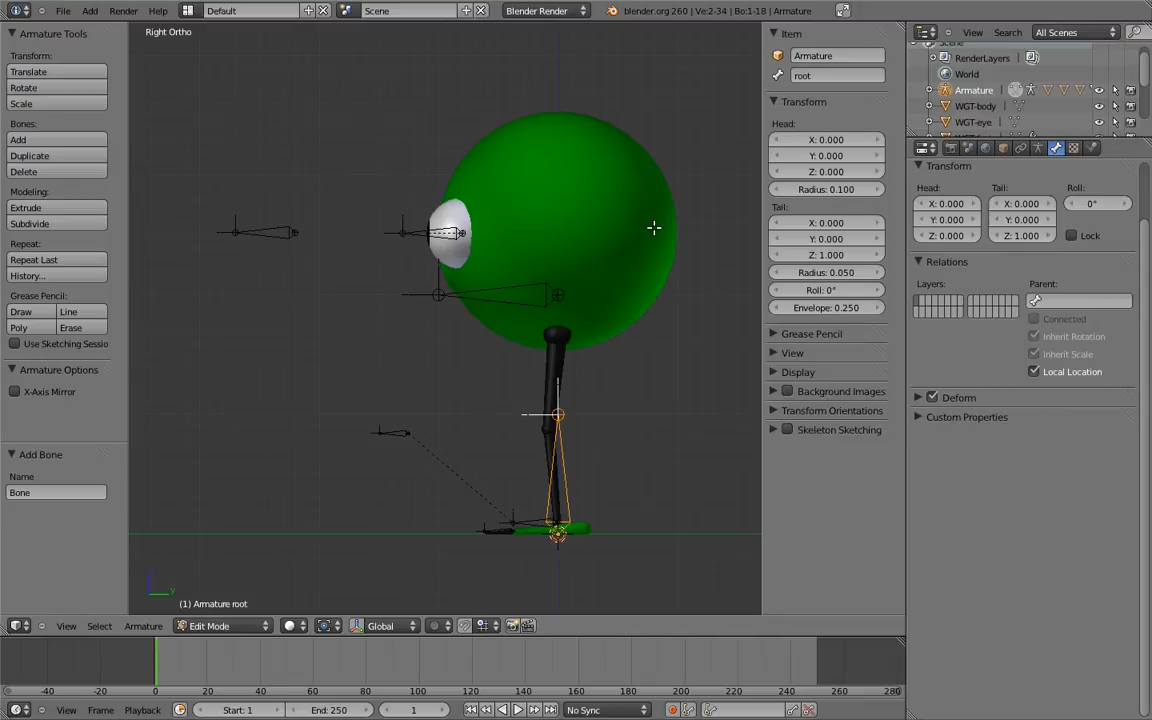 File Add Render Help Default Scene Blender Render blender.org 260 | Ve:2-34 | Bo:1-18 | Armature
Armature Tools
Transform:
Translate
Rotate
Scale
Bones:
Add
Duplicate
Delete
Modeling:
Extrude
Subdivide
Repeat:
Repeat Last
History...
Grease Pencil:
Draw Line
Poly Erase
Use Sketching Sessio
Armature Options
X-Axis Mirror
Add Bone
Name
Bone
Right Ortho
(1) Armature root
Item
Armature
root
Transform
Head:
X: 0.000
Y: 0.000
Z: 0.000
Radius: 0.100
Tail:
X: 0.000
Y: 0.000
Z: 1.000
Radius: 0.050
Roll: 0°
Envelope: 0.250
Grease Pencil
View
Display
Background Images
Transform Orientations
Skeleton Sketching
View Search All Scenes
RenderLayers
World
Armature
WGT-body
WGT-eye
Transform
Head: Tail: Roll:
X: 0.000 X: 0.000 0°
Y: 0.000 Y: 0.000
Z: 0.000 Z: 1.000 Lock
Relations
Layers: Parent:
Connected
Inherit Rotation
Inherit Scale
Local Location
Deform
Custom Properties
View Select Armature Edit Mode Global
-40 -20 0 20 40 60 80 100 120 140 160 180 200 220 240 260 280
View Frame Playback Start: 1 End: 250 1 No Sync